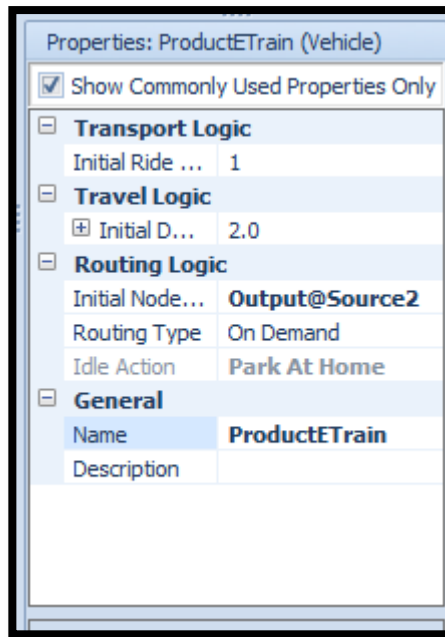 Properties: ProductETrain (Vehicle)
Show Commonly Used Properties Only
Transport Logic
Initial Ride ... 1
Travel Logic
Initial D... 2.0
Routing Logic
Initial Node... Output@Source2
Routing Type On Demand
Idle Action Park At Home
General
Name ProductETrain
Description